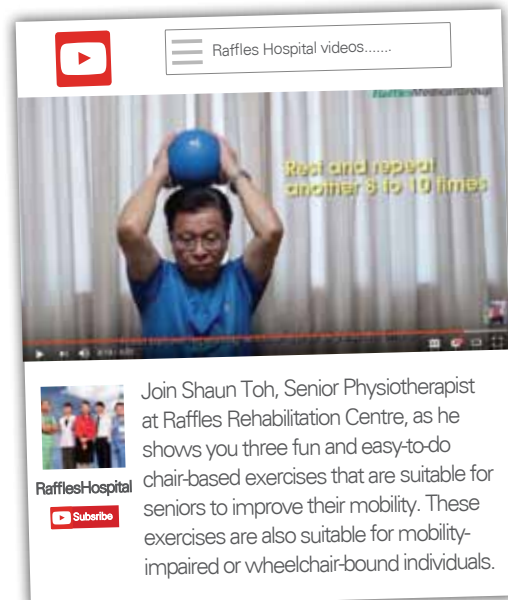 Raffles Hospital videos.......
RafflesMedicalGroup
Rest and repeat
another 8 to 10 times
Join Shaun Toh, Senior Physiotherapist
at Raffles Rehabilitation Centre, as he
shows you three fun and easy-to-do
chair-based exercises that are suitable for
seniors to improve their mobility. These
exercises are also suitable for mobility-
impaired or wheelchair-bound individuals.
RafflesHospital
Subsribe